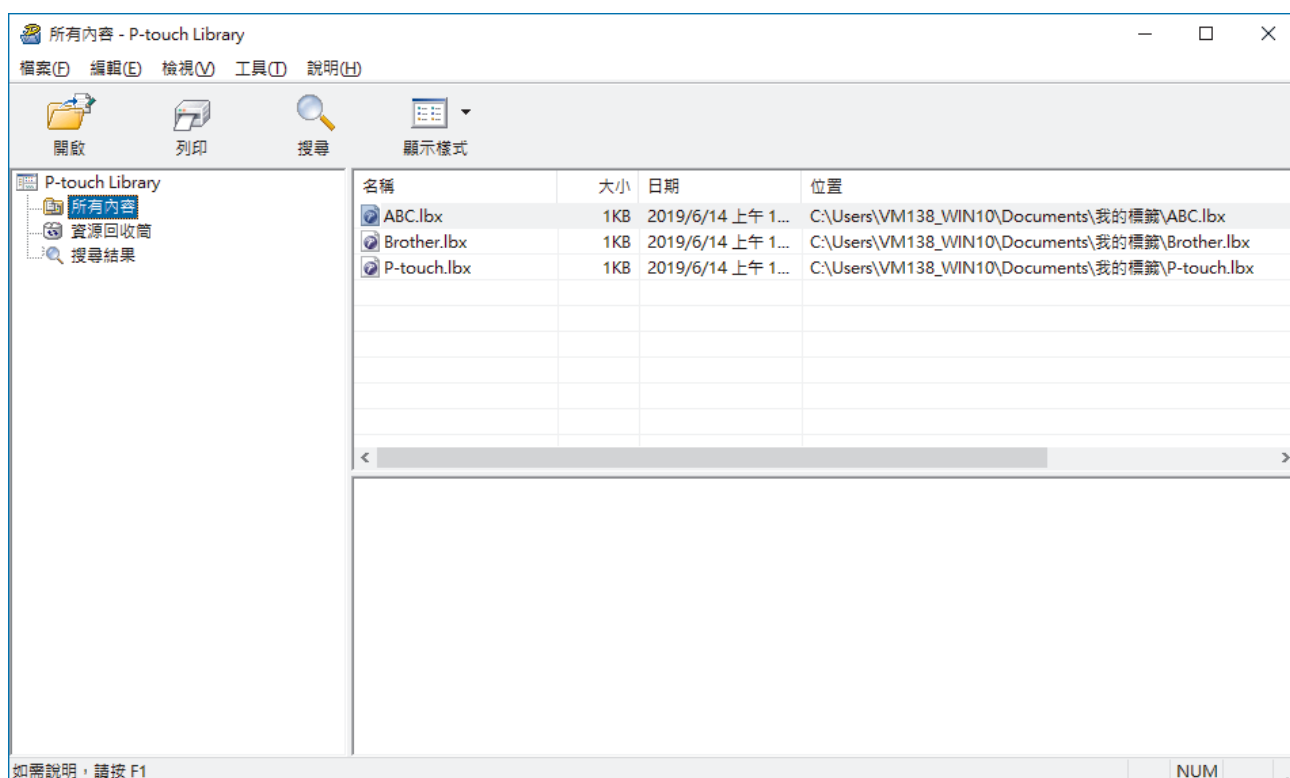 所有內容 - P-touch Library
檔案(F) 編輯(E) 檢視(V) 工具(T) 說明(H)
開啟 列印 搜尋 顯示樣式
P-touch Library
所有內容
資源回收筒
搜尋結果
名稱 大小 日期 位置
ABC.lbx 1KB 2019/6/14 上午 1... C:\Users\VM138_WIN10\Documents\我的標籤\ABC.lbx
Brother.lbx 1KB 2019/6/14 上午 1... C:\Users\VM138_WIN10\Documents\我的標籤\Brother.lbx
P-touch.lbx 1KB 2019/6/14 上午 1... C:\Users\VM138_WIN10\Documents\我的標籤\P-touch.lbx
如需說明，請按 F1 NUM